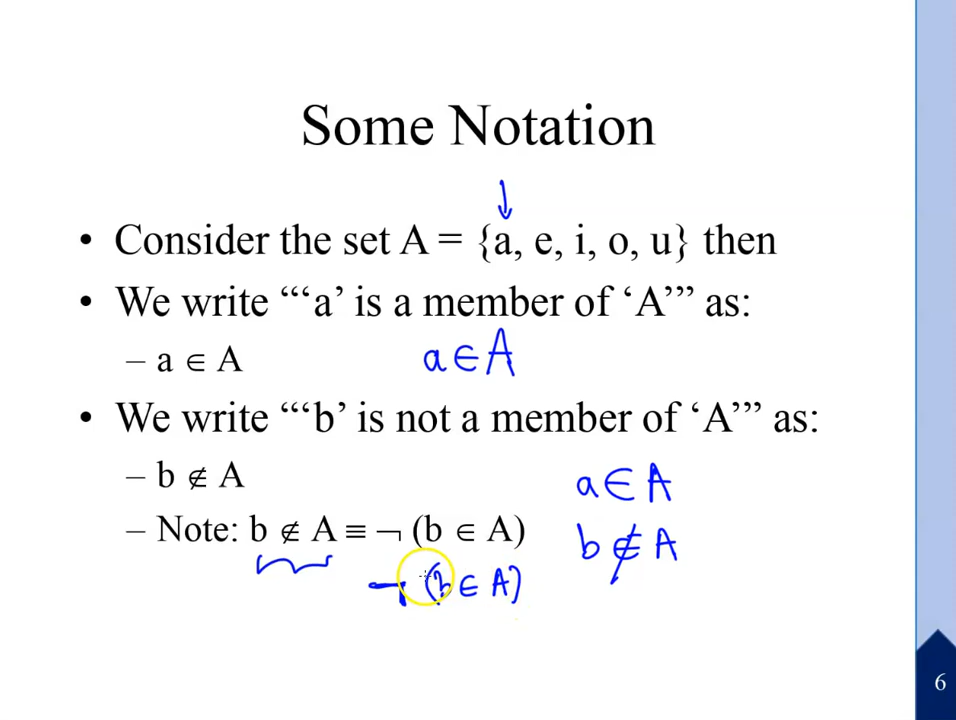 Some Notation
• Consider the set A = {a, e, i, o, u} then
• We write “‘a’ is a member of ‘A’” as:
– a ∈ A
a ∈ A
• We write “‘b’ is not a member of ‘A’” as:
– b ∉ A
a ∈ A
– Note: b ∉ A ≡ ¬ (b ∈ A)
b ∉ A
¬ (b ∈ A)
6